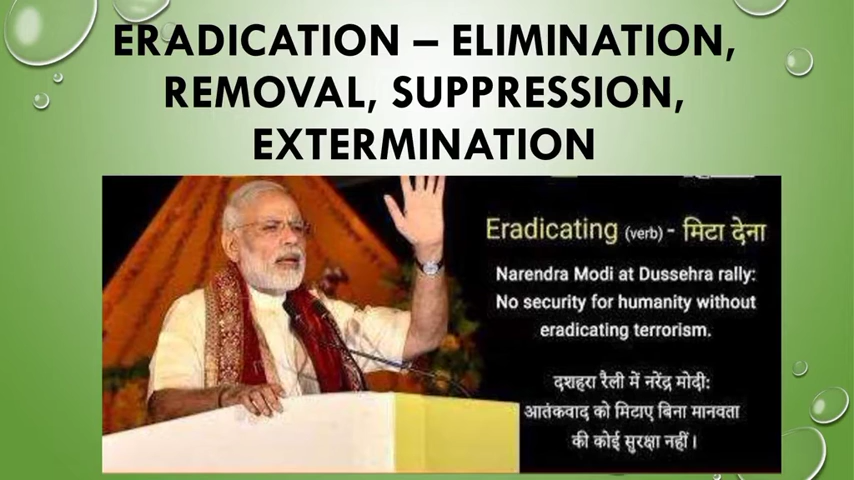 ERADICATION – ELIMINATION,
REMOVAL, SUPPRESSION,
EXTERMINATION
Eradicating (verb) - मिटा देना
Narendra Modi at Dussehra rally:
No security for humanity without
eradicating terrorism.
दशहरा रैली में नरेंद्र मोदी:
आतंकवाद को मिटाए बिना मानवता
की कोई सुरक्षा नहीं।